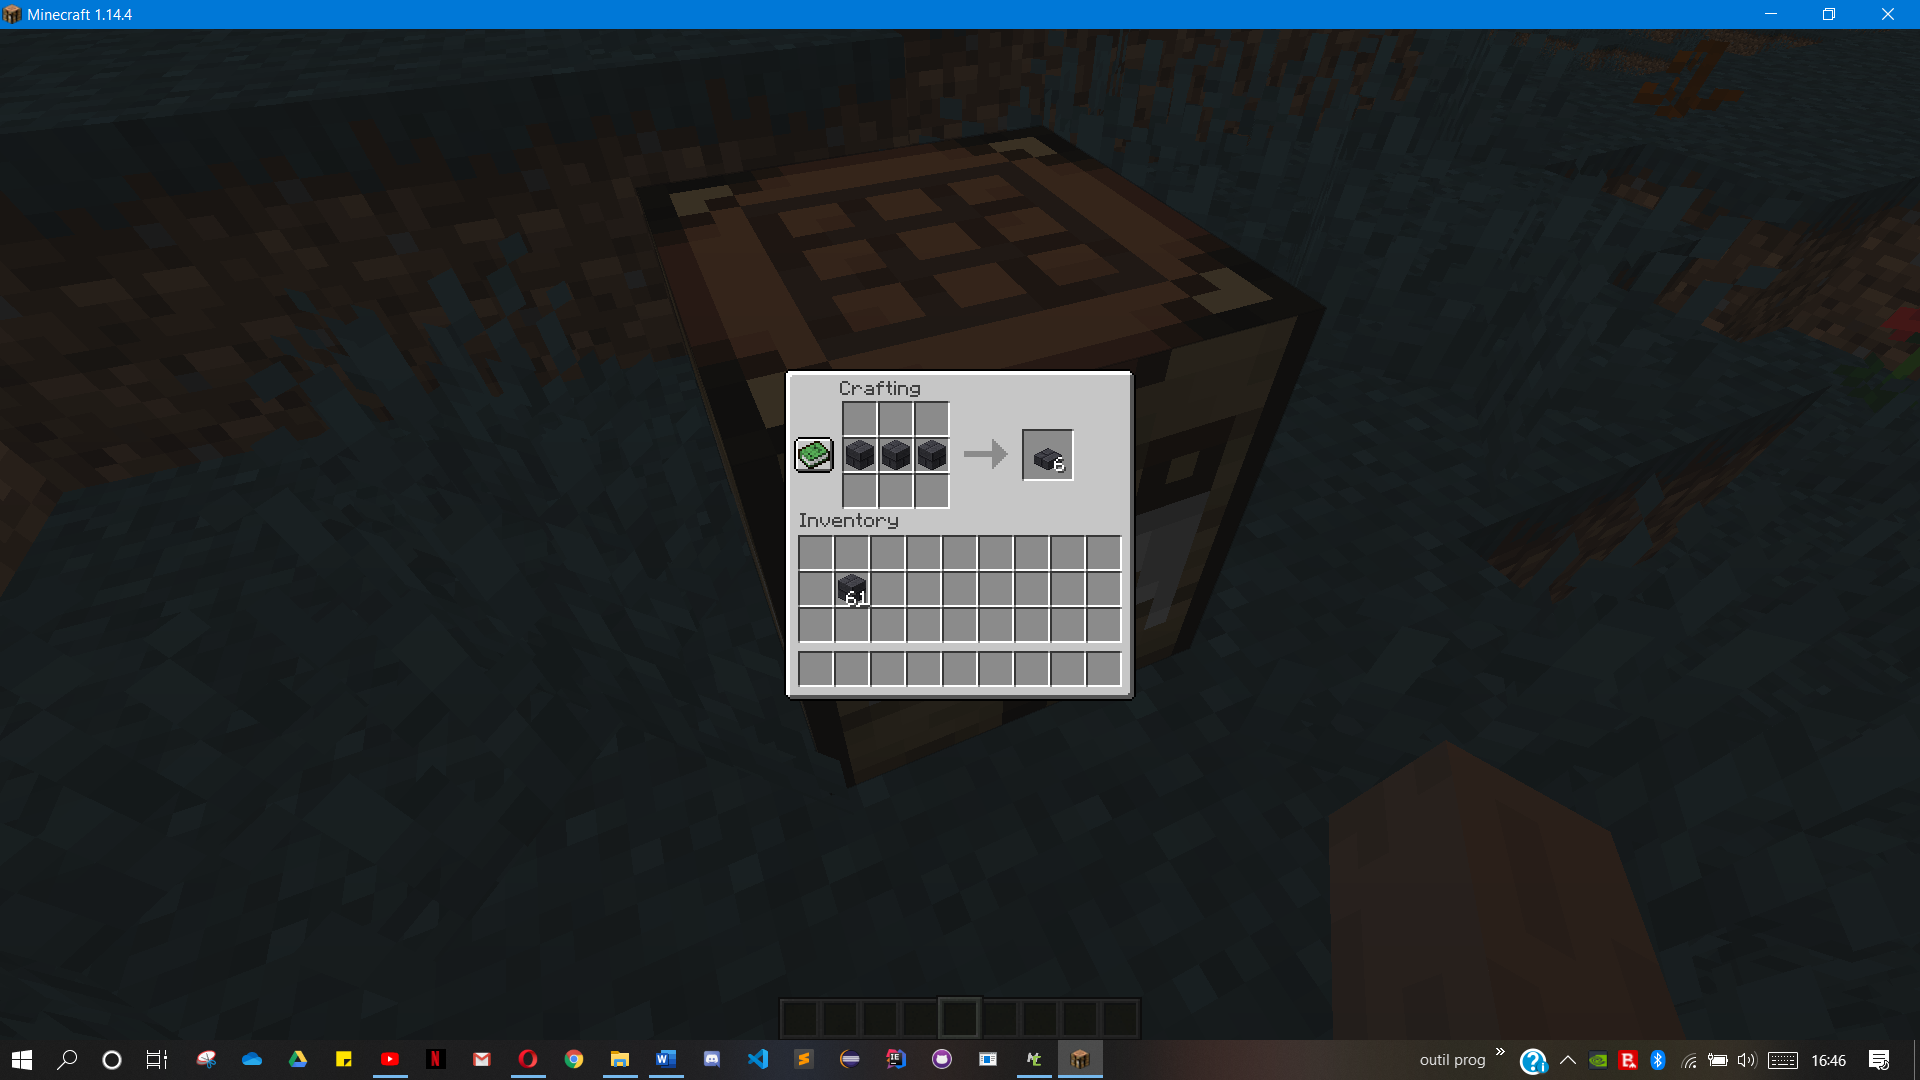 Minecraft 1.14.4
Crafting
6
Inventory
61
outil prog
16:46